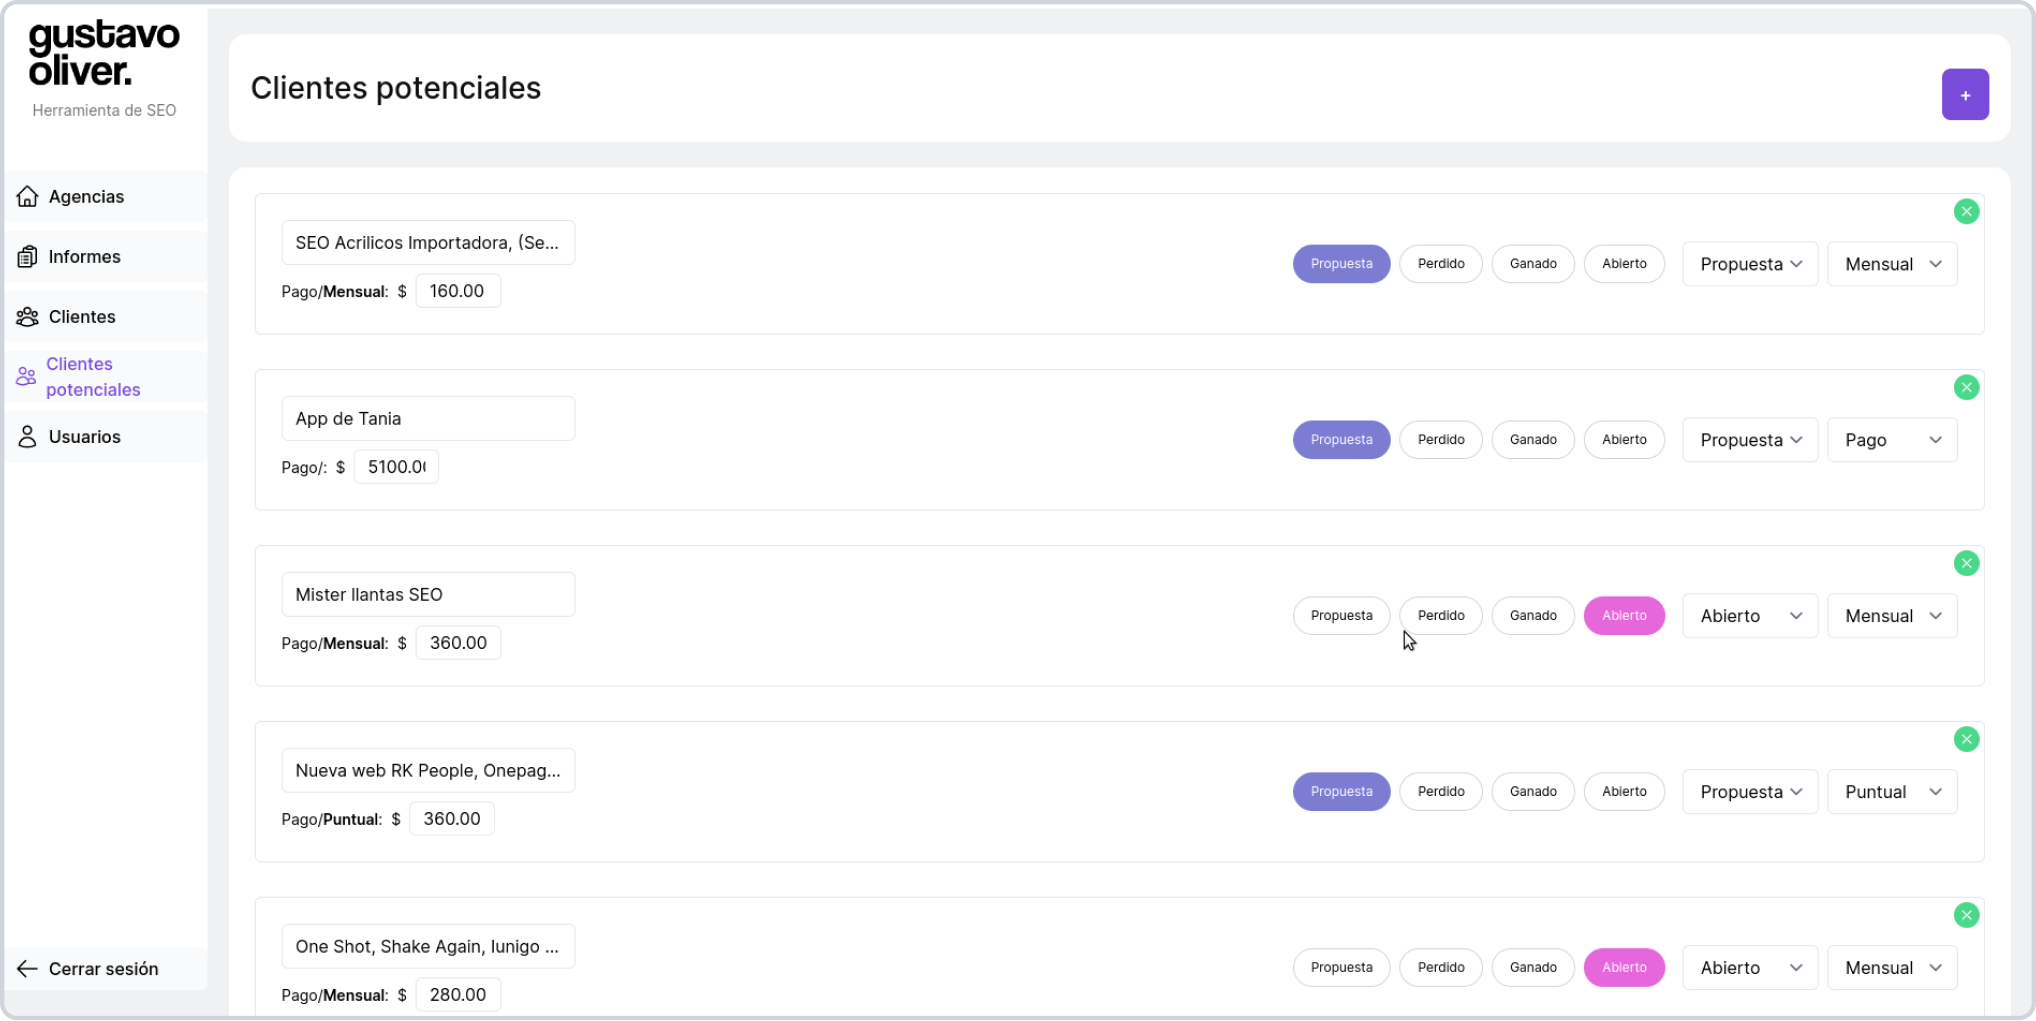 gustavo
oliver.
Herramienta de SEO
Agencias
Informes
Clientes
Clientes
potenciales
Usuarios
Cerrar sesión
Clientes potenciales
+
SEO Acrilicos Importadora, (Se...
Pago/Mensual: $ 160.00
Propuesta Perdido Ganado Abierto Propuesta Mensual
App de Tania
Pago/: $ 5100.0
Propuesta Perdido Ganado Abierto Propuesta Pago
Mister llantas SEO
Pago/Mensual: $ 360.00
Propuesta Perdido Ganado Abierto Abierto Mensual
Nueva web RK People, Onepag...
Pago/Puntual: $ 360.00
Propuesta Perdido Ganado Abierto Propuesta Puntual
One Shot, Shake Again, Iunigo ...
Pago/Mensual: $ 280.00
Propuesta Perdido Ganado Abierto Abierto Mensual